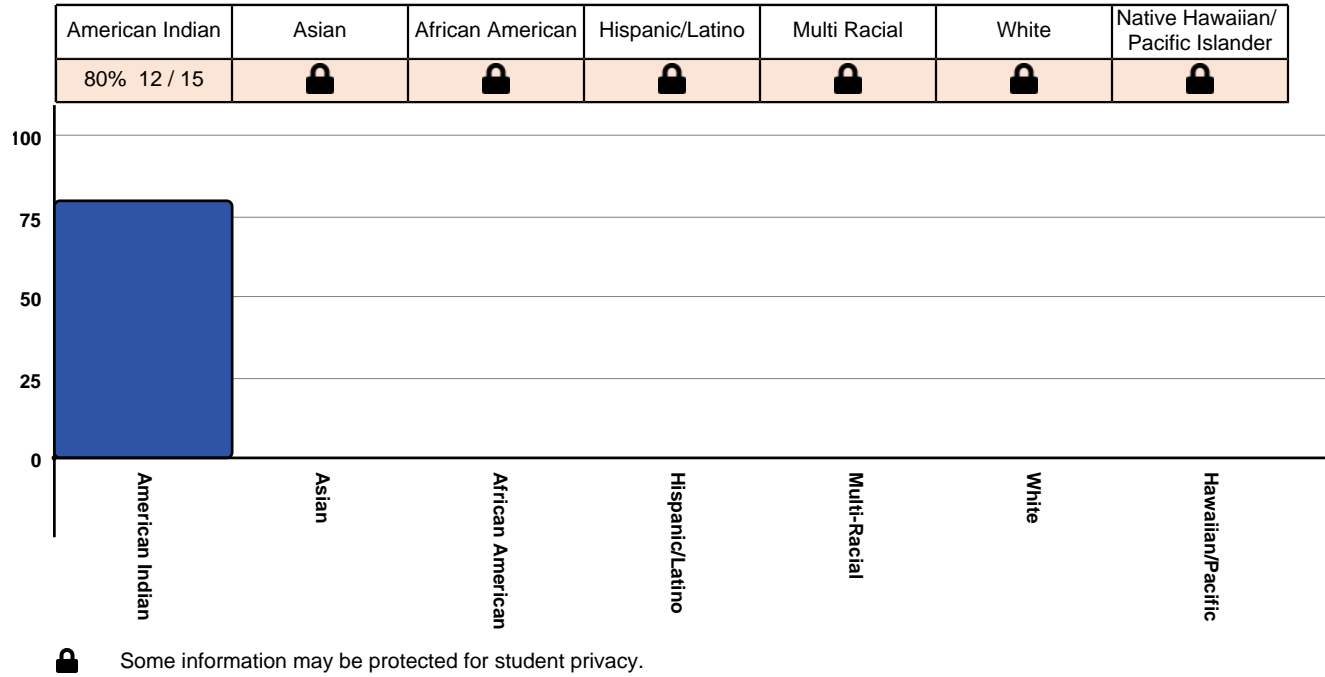 American Indian
Asian
African American
Hispanic/Latino
Multi Racial
White
Native Hawaiian/
Pacific Islander
80% 12 / 15
100
75
50
25
0
American Indian
Asian
African American
Hispanic/Latino
Multi-Racial
White
Hawaiian/Pacific
Some information may be protected for student privacy.